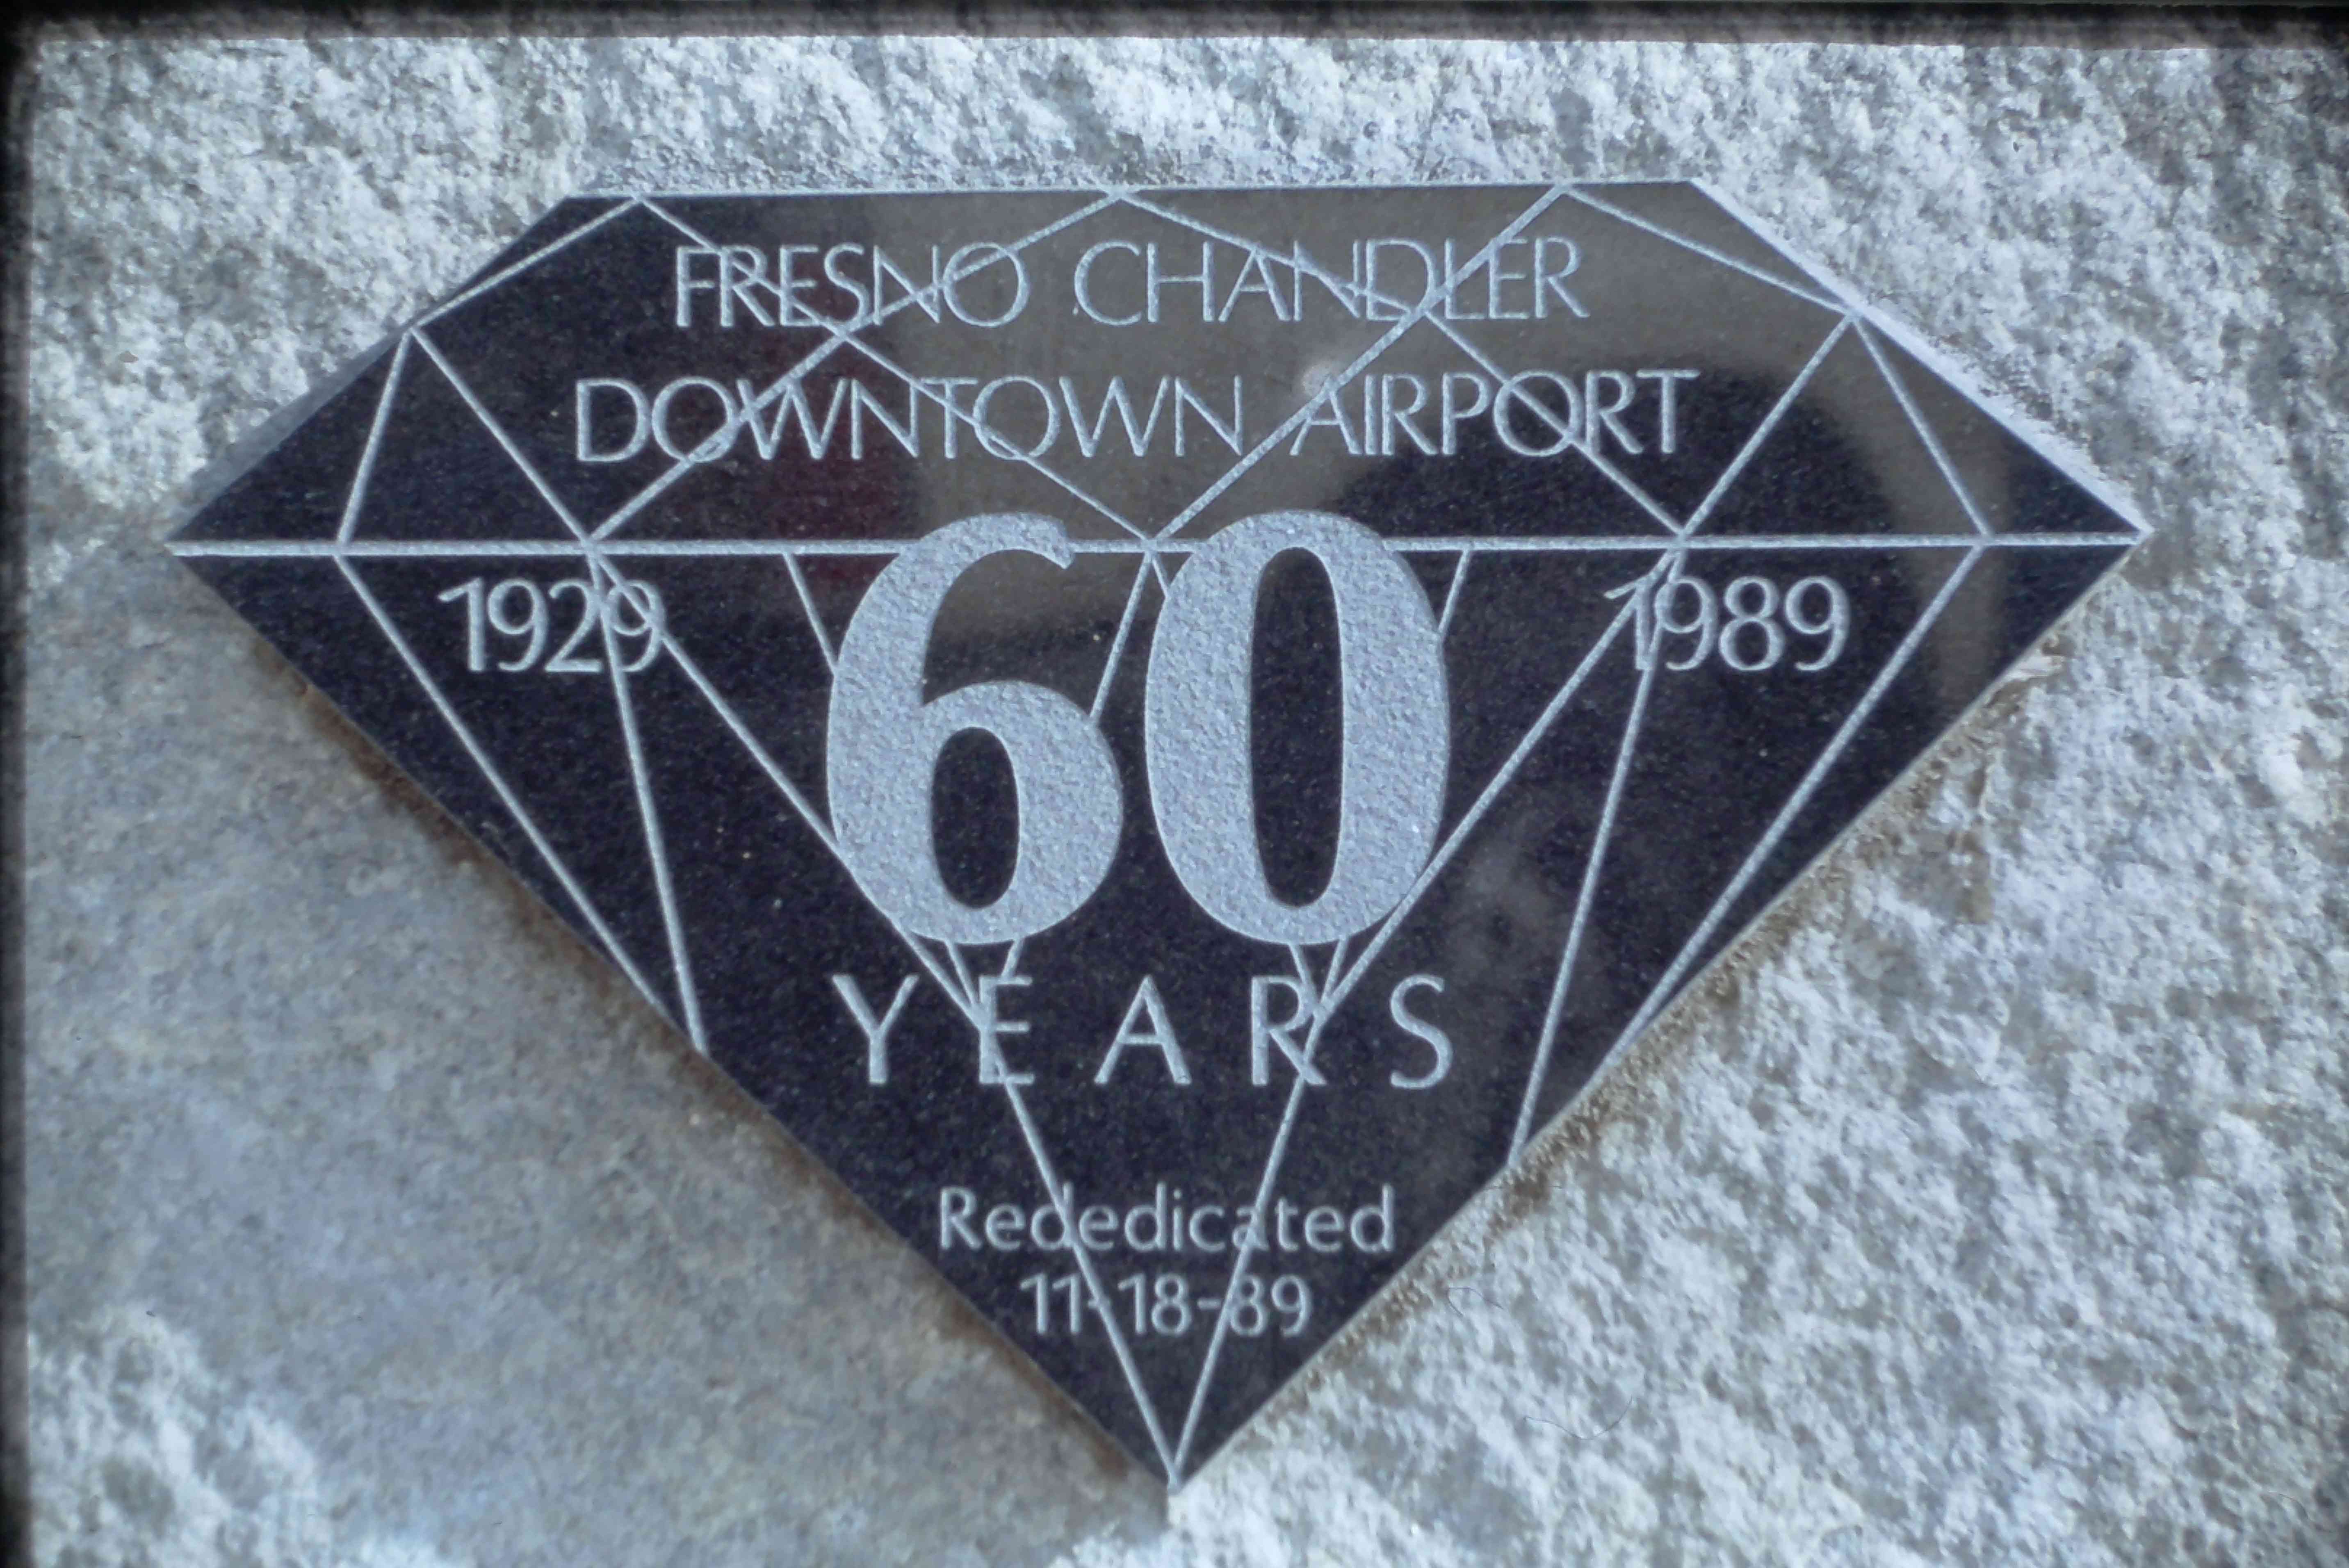 FRESNO CHANDLER
DOWNTOWN AIRPORT
1929 60 1989
YEARS
Rededicated
11-18-89